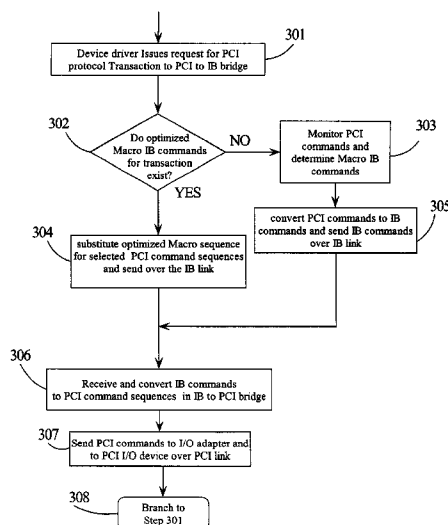 301
Device driver Issues request for PCI
protocol Transaction to PCI to IB bridge
302
Do optimized
Macro IB commands
for transaction
exist?
NO
YES
303
Monitor PCI
commands and
determine Macro IB
commands
304
substitute optimized Macro sequence
for selected PCI command sequences
and send over the IB link
305
convert PCI commands to IB
commands and send IB commands
over IB link
306
Receive and convert IB commands
to PCI command sequences in IB to PCI bridge
307
Send PCI commands to I/O adapter and
to PCI I/O device over PCI link
308
Branch to
Step 301